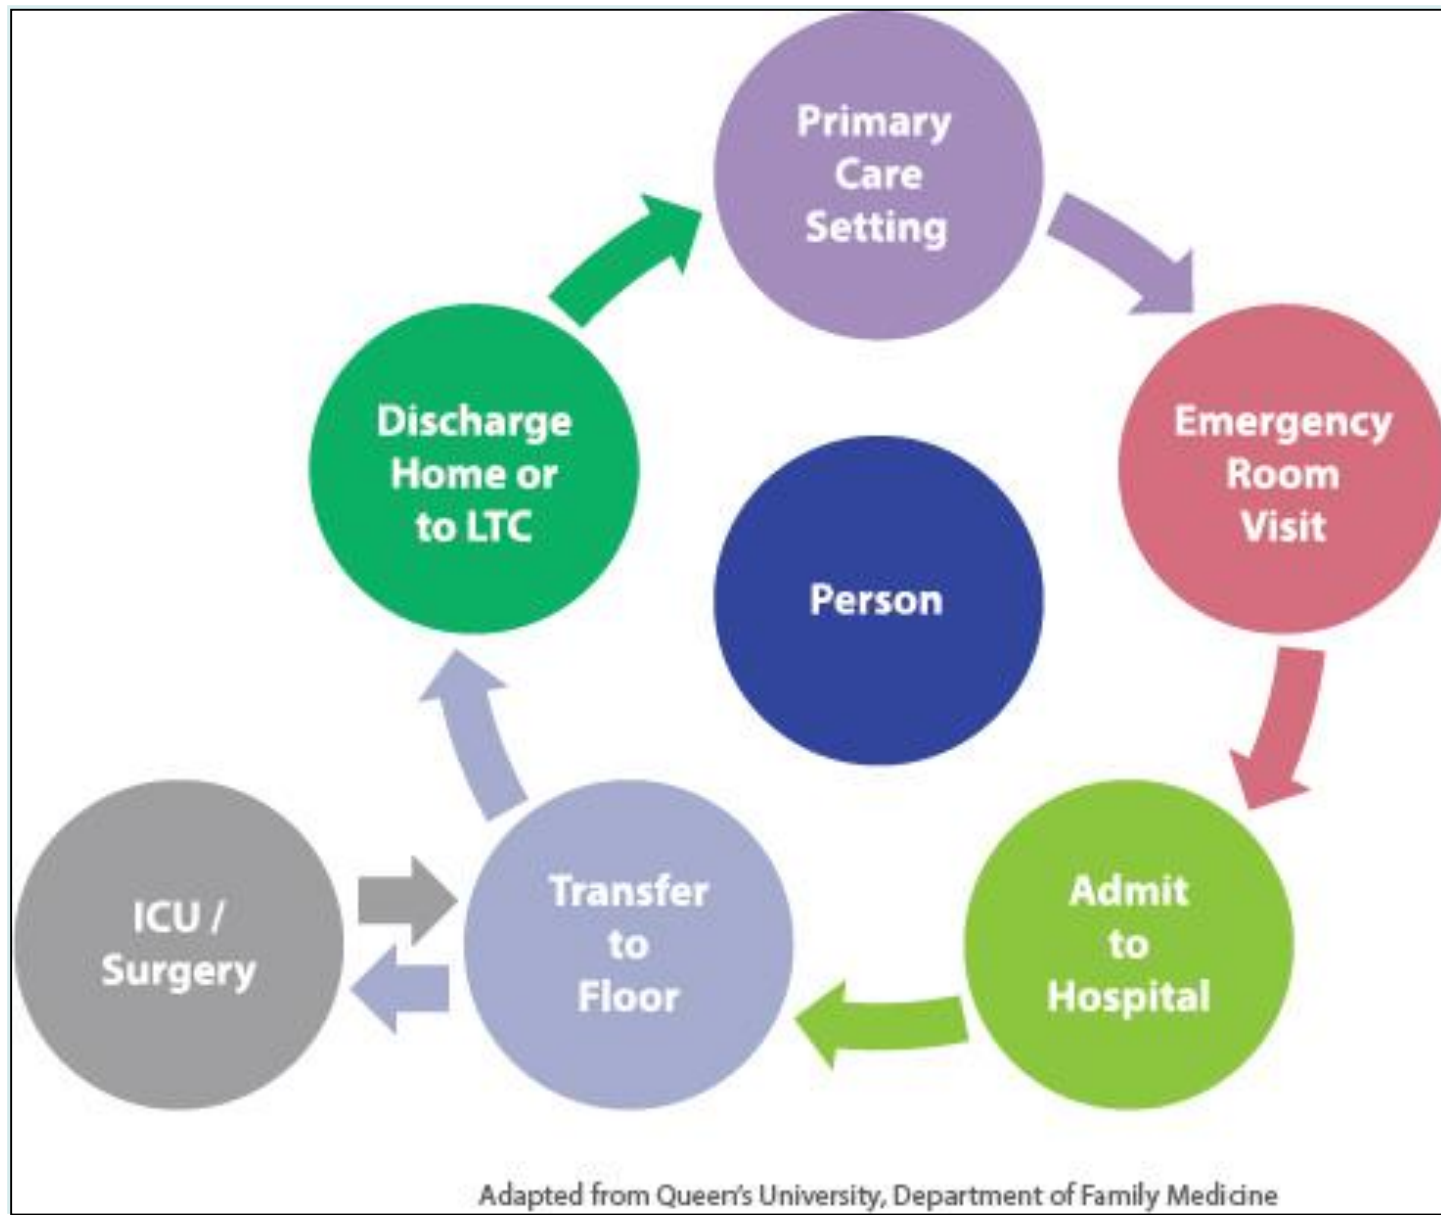 Primary
Care
Setting
Emergency
Room
Visit
Admit
to
Hospital
Transfer
to
Floor
ICU /
Surgery
Discharge
Home or
to LTC
Person
Adapted from Queen's University, Department of Family Medicine